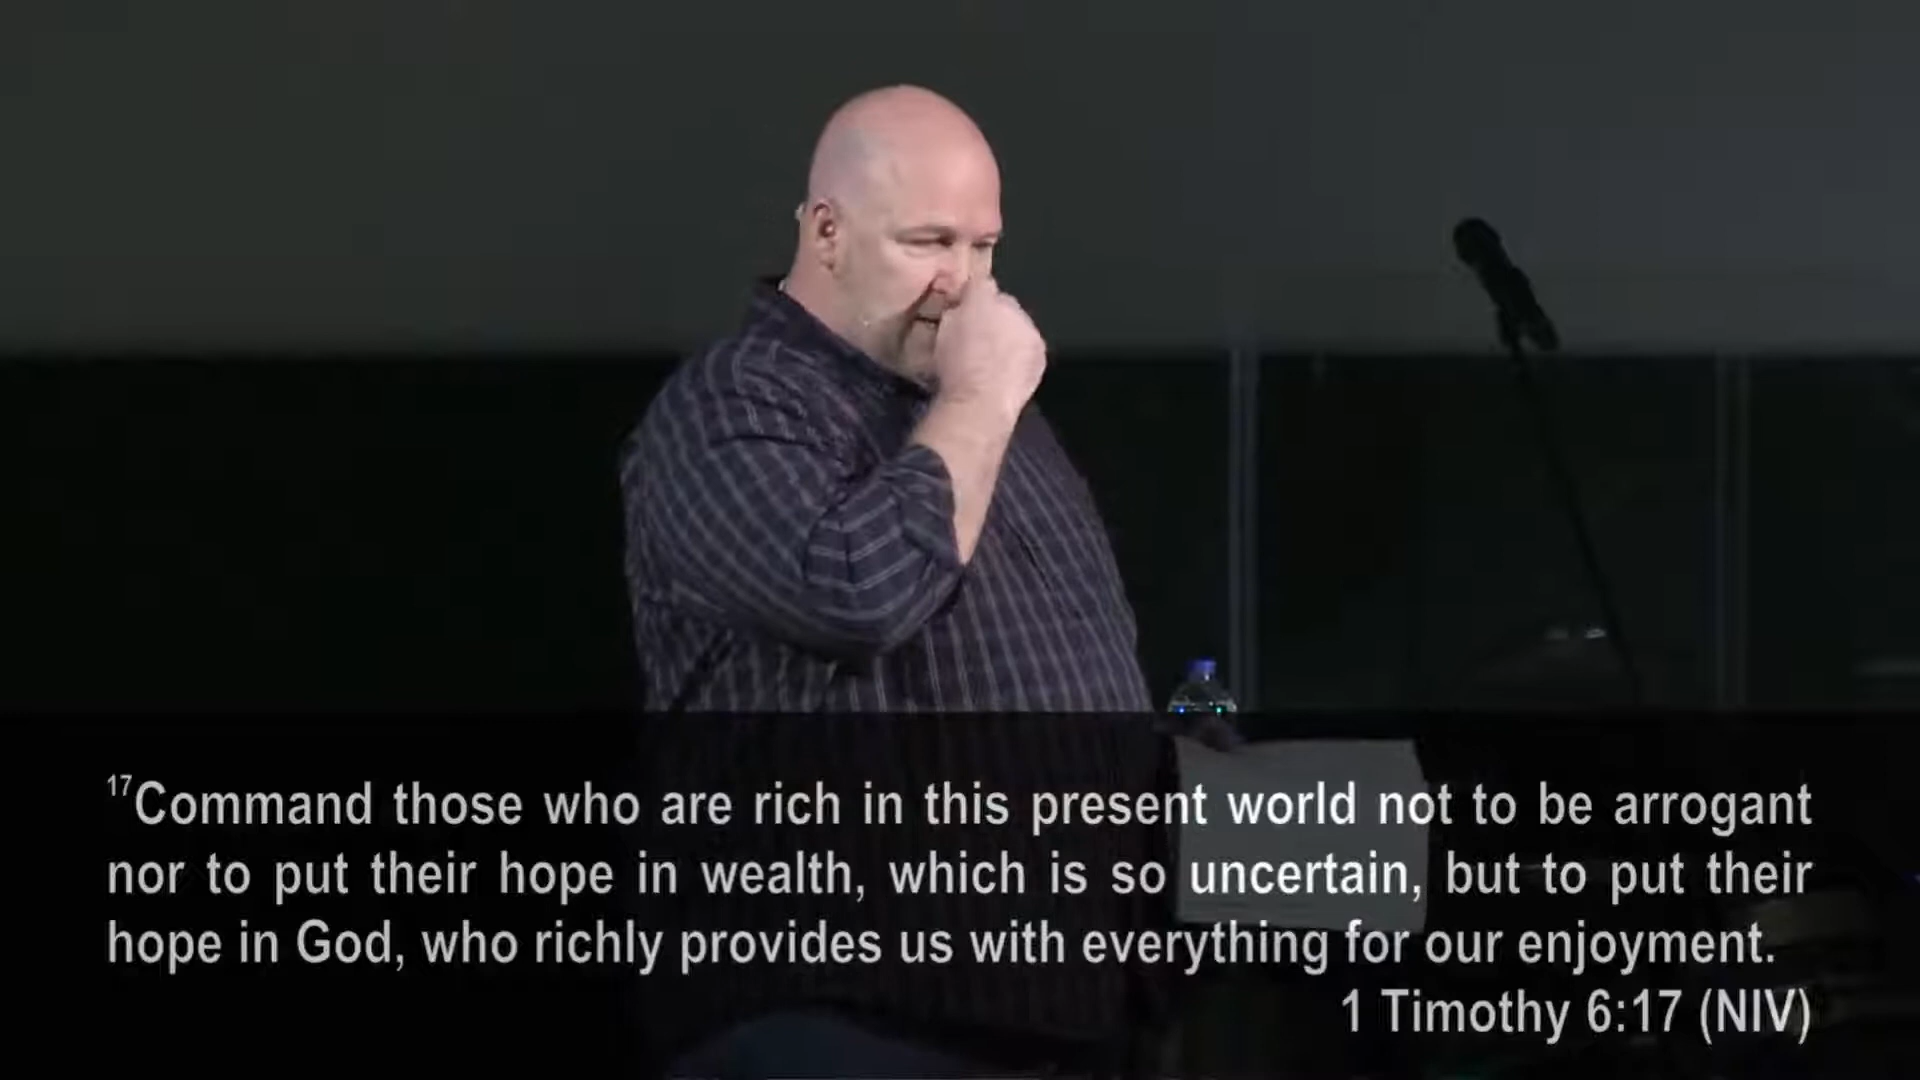 17Command those who are rich in this present world not to be arrogant
nor to put their hope in wealth, which is so uncertain, but to put their
hope in God, who richly provides us with everything for our enjoyment.
1 Timothy 6:17 (NIV)